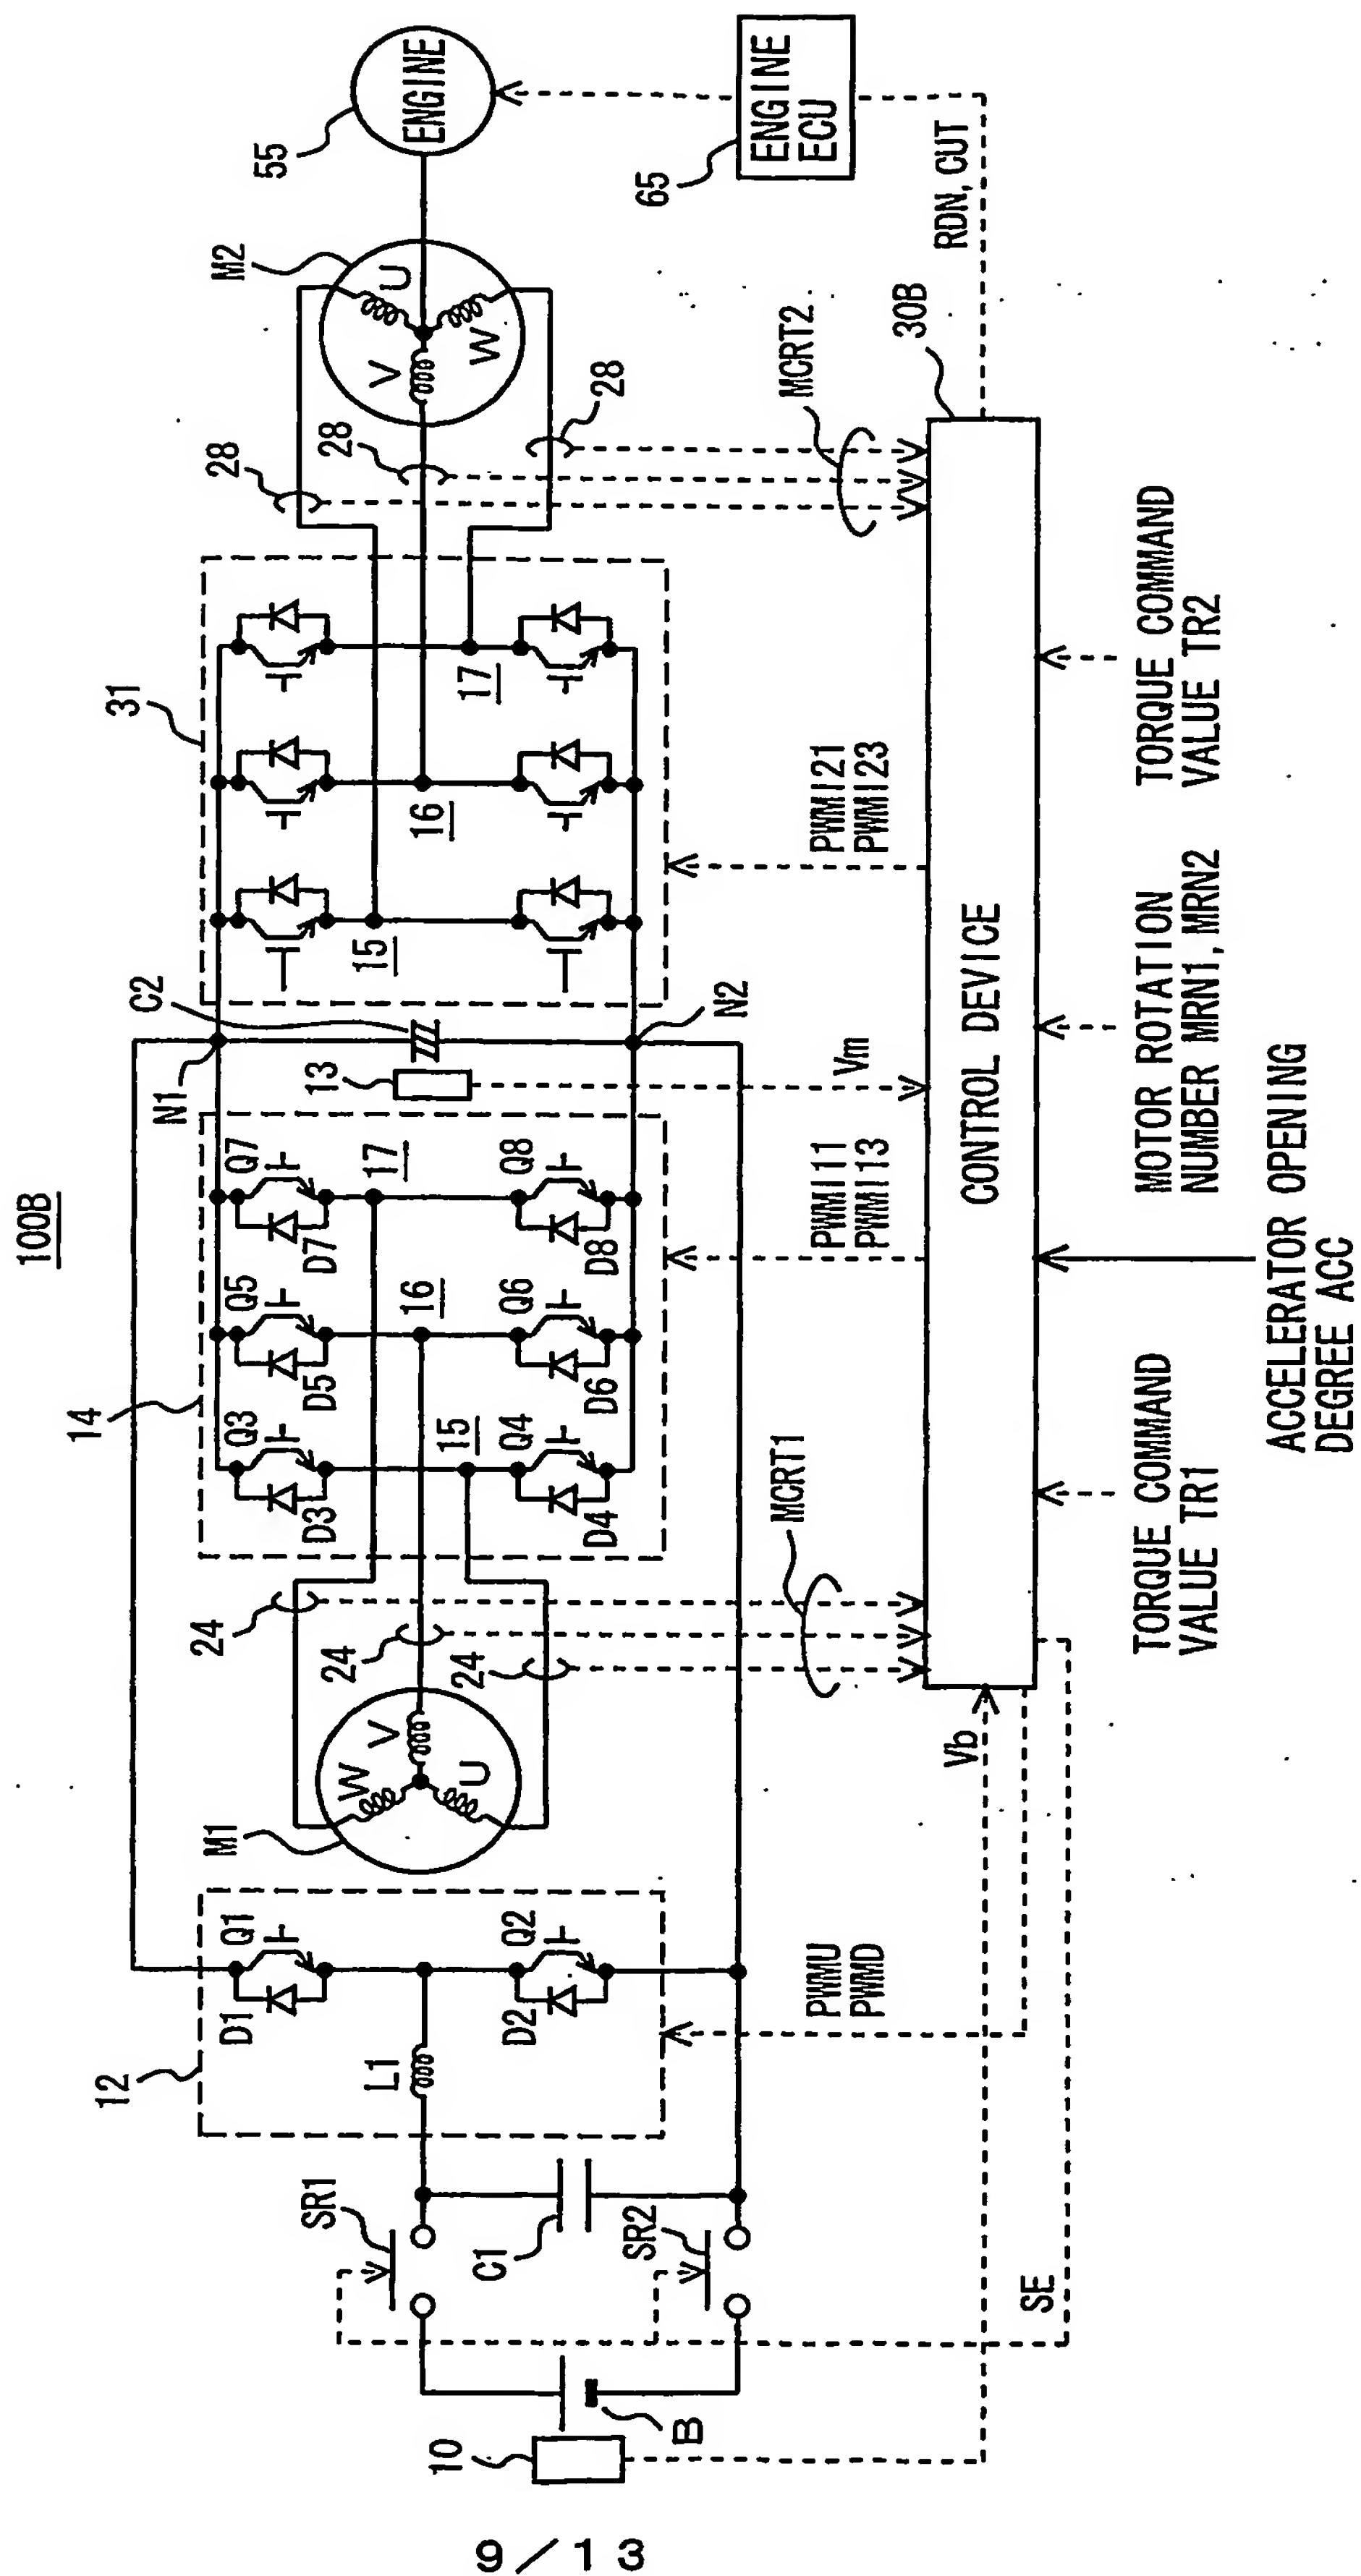 100B
N1
C2
31
M2
55
ENGINE
14
Q7
D7
17
13
15
16
17
28
28
28
U
V
W
Q5
D5
16
Q3
D3
15
Q8
D8
Q6
D6
Q4
D4
N2
Vm
24
24
24
M1
W
V
U
12
Q1
D1
L1
Q2
D2
SR1
C1
SR2
10
B
PWMU
PWMD
MCRT1
PWMI11
PWMI13
PWMI21
PWMI23
MCRT2
30B
65
ENGINE
ECU
RDN, CUT
Vb
SE
CONTROL DEVICE
TORQUE COMMAND
VALUE TR1
ACCELERATOR OPENING
DEGREE ACC
MOTOR ROTATION
NUMBER MRN1, MRN2
TORQUE COMMAND
VALUE TR2
9/13